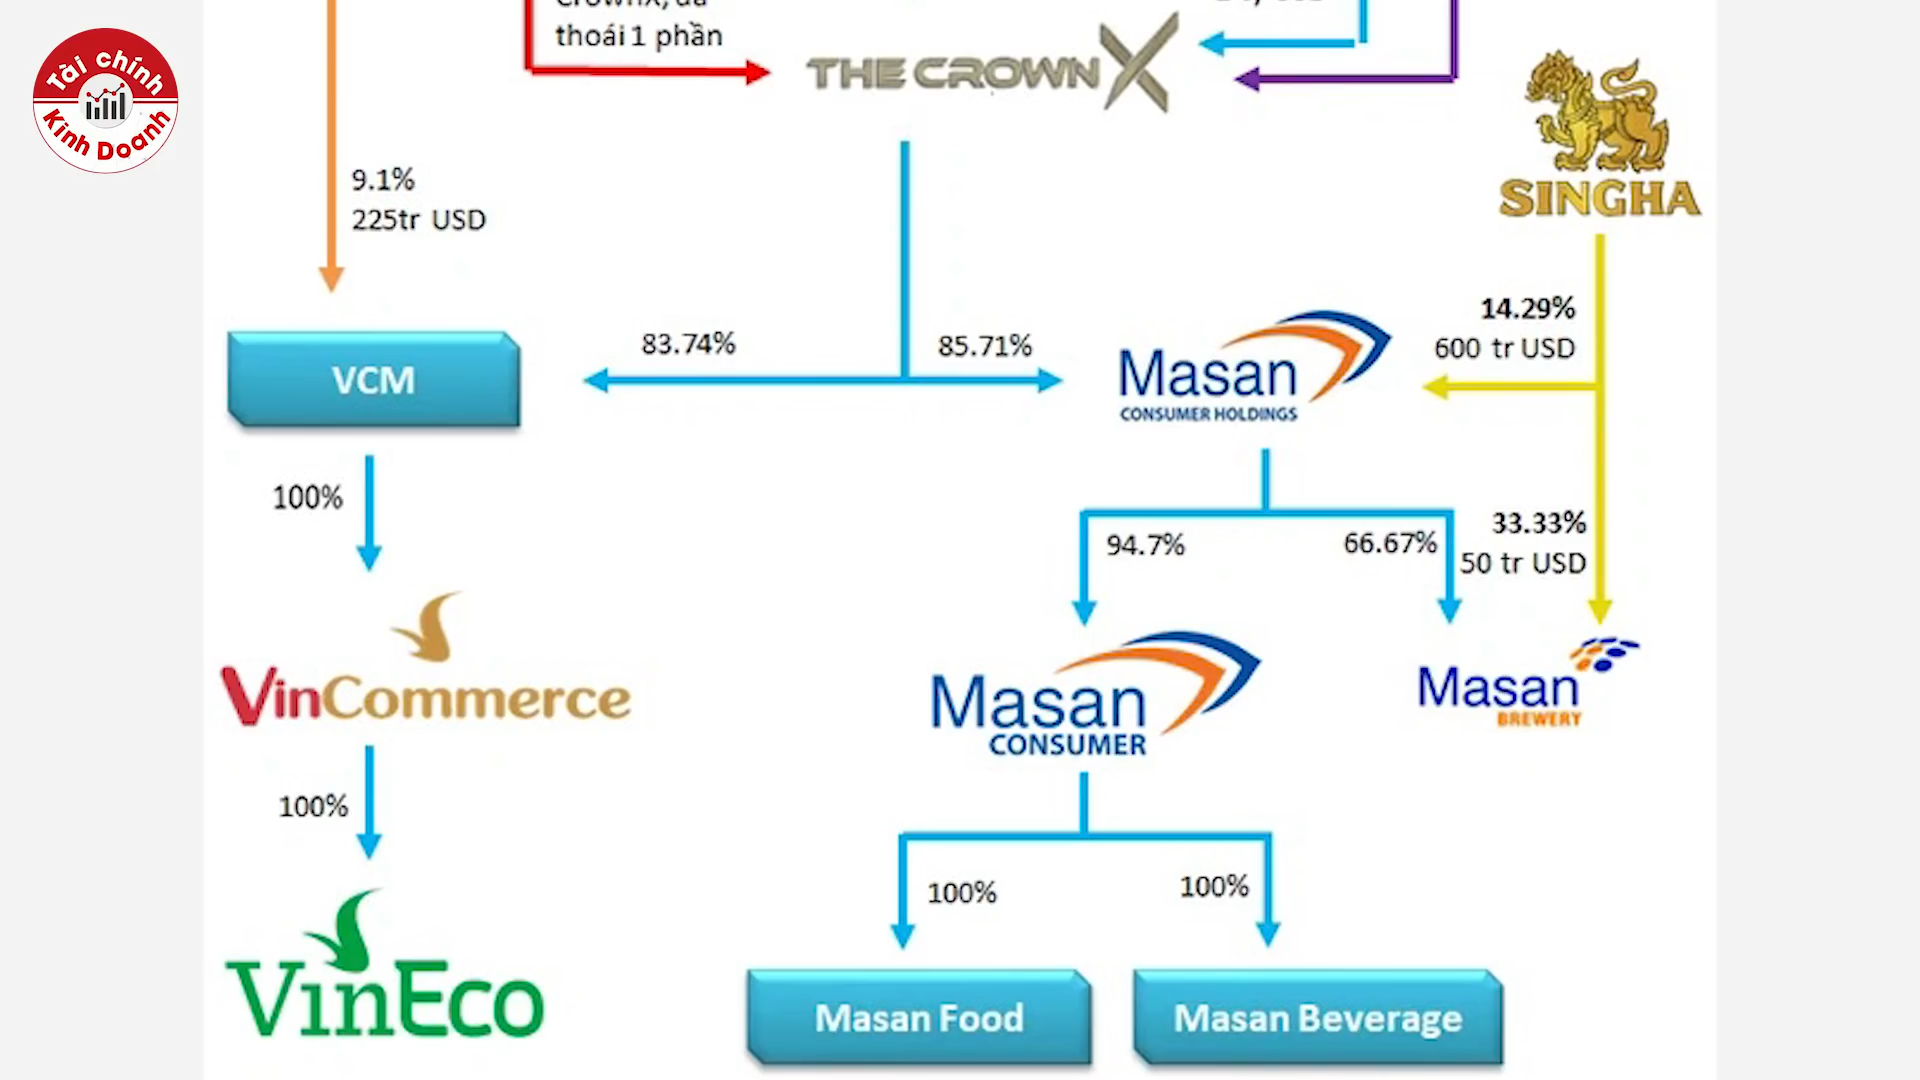 Tài chính
Kinh Doanh
thoái 1 phần
THE CROWNX
SINGHA
9.1%
225tr USD
14.29%
600 tr USD
83.74%
85.71%
VCM
Masan
CONSUMER HOLDINGS
100%
33.33%
50 tr USD
94.7%
66.67%
VinCommerce
Masan
CONSUMER
Masan
BREWERY
100%
100%
100%
VinEco
Masan Food
Masan Beverage